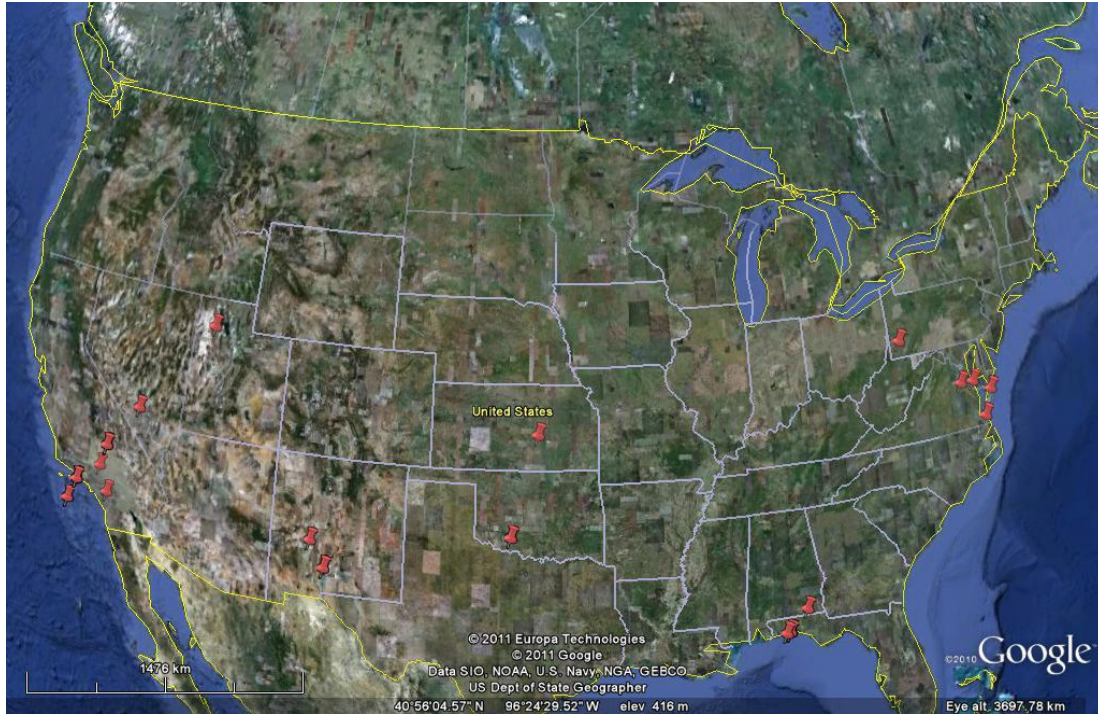 United States
© 2011 Europa Technologies
© 2011 Google
Data SIO, NOAA, U.S. Navy, NGA, GEBCO
US Dept of State Geographer
©2010 Google
1476 km
40°56'04.57" N 96°24'29.52" W elev 416 m
Eye alt 3697.78 km